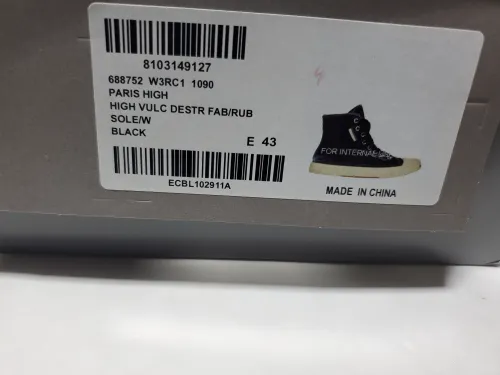 8103149127
688752 W3RC1 1090
PARIS HIGH
HIGH VULC DESTR FAB/RUB
SOLE/W
BLACK
E 43
ECBL102911A
FOR INTERNAL
MADE IN CHINA